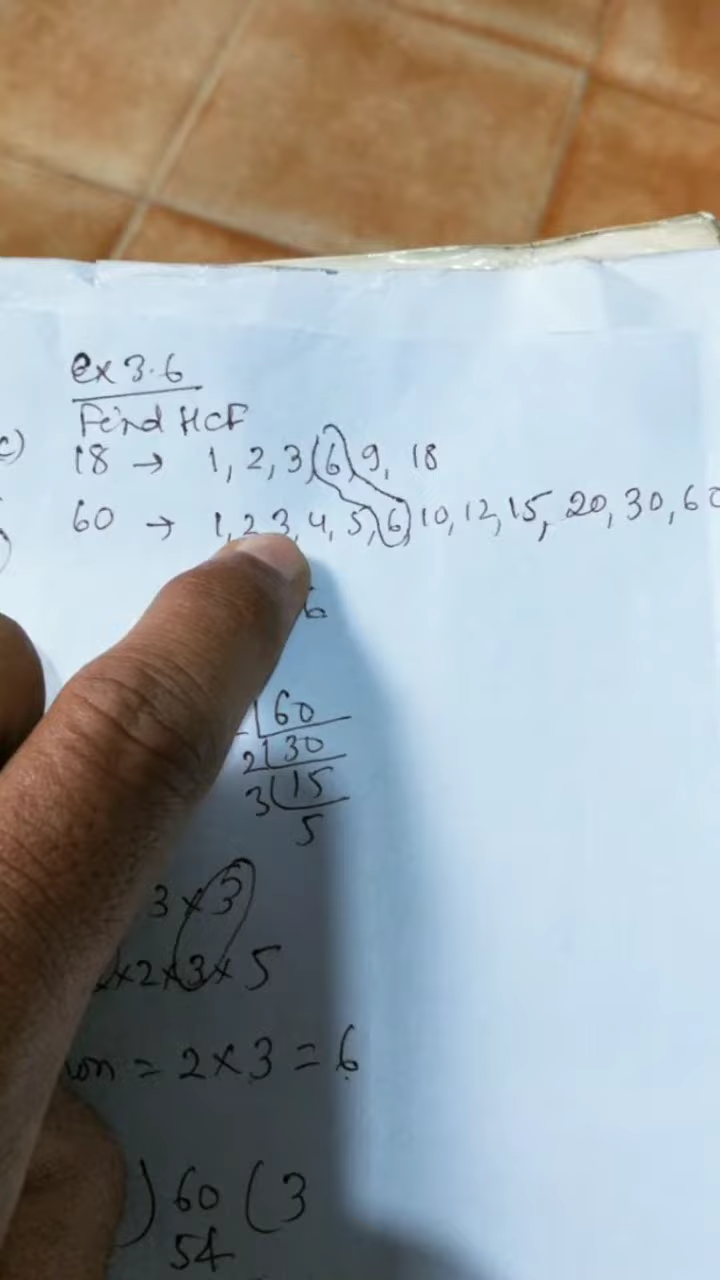 ex 3.6
Find HCF
c) 18 → 1, 2, 3, 6, 9, 18
60 → 1, 2, 3, 4, 5, 6, 10, 12, 15, 20, 30, 60
6
60
2 30
3 15
5
3 × 3
×2×3×5
= 2 × 3 = 6
) 60 ( 3
54